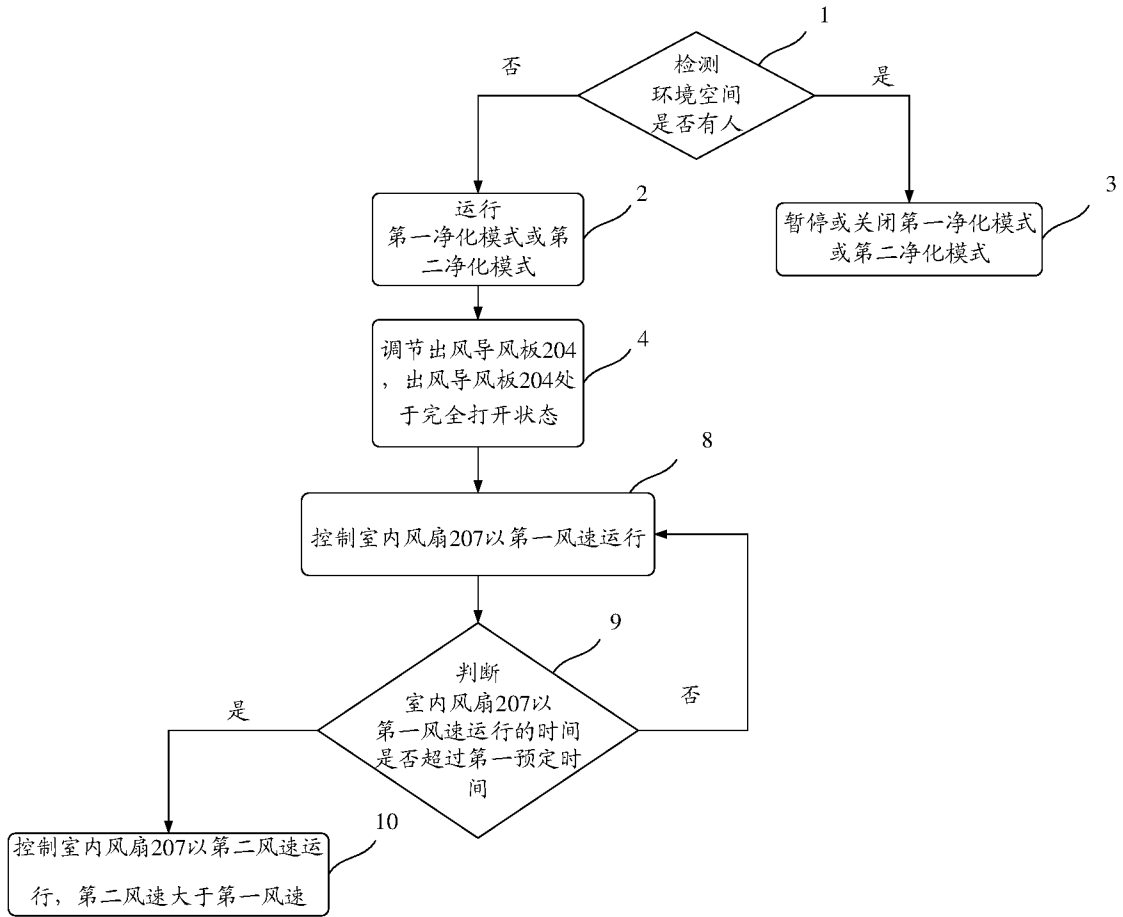 1
检测
环境空间
是否有人
否
是
2
运行
第一净化模式或第
二净化模式
3
暂停或关闭第一净化模式
或第二净化模式
4
调节出风导风板204
，出风导风板204处
于完全打开状态
8
控制室内风扇207以第一风速运行
9
判断
室内风扇207以
第一风速运行的时间
是否超过第一预定时
间
是
否
10
控制室内风扇207以第二风速运
行，第二风速大于第一风速